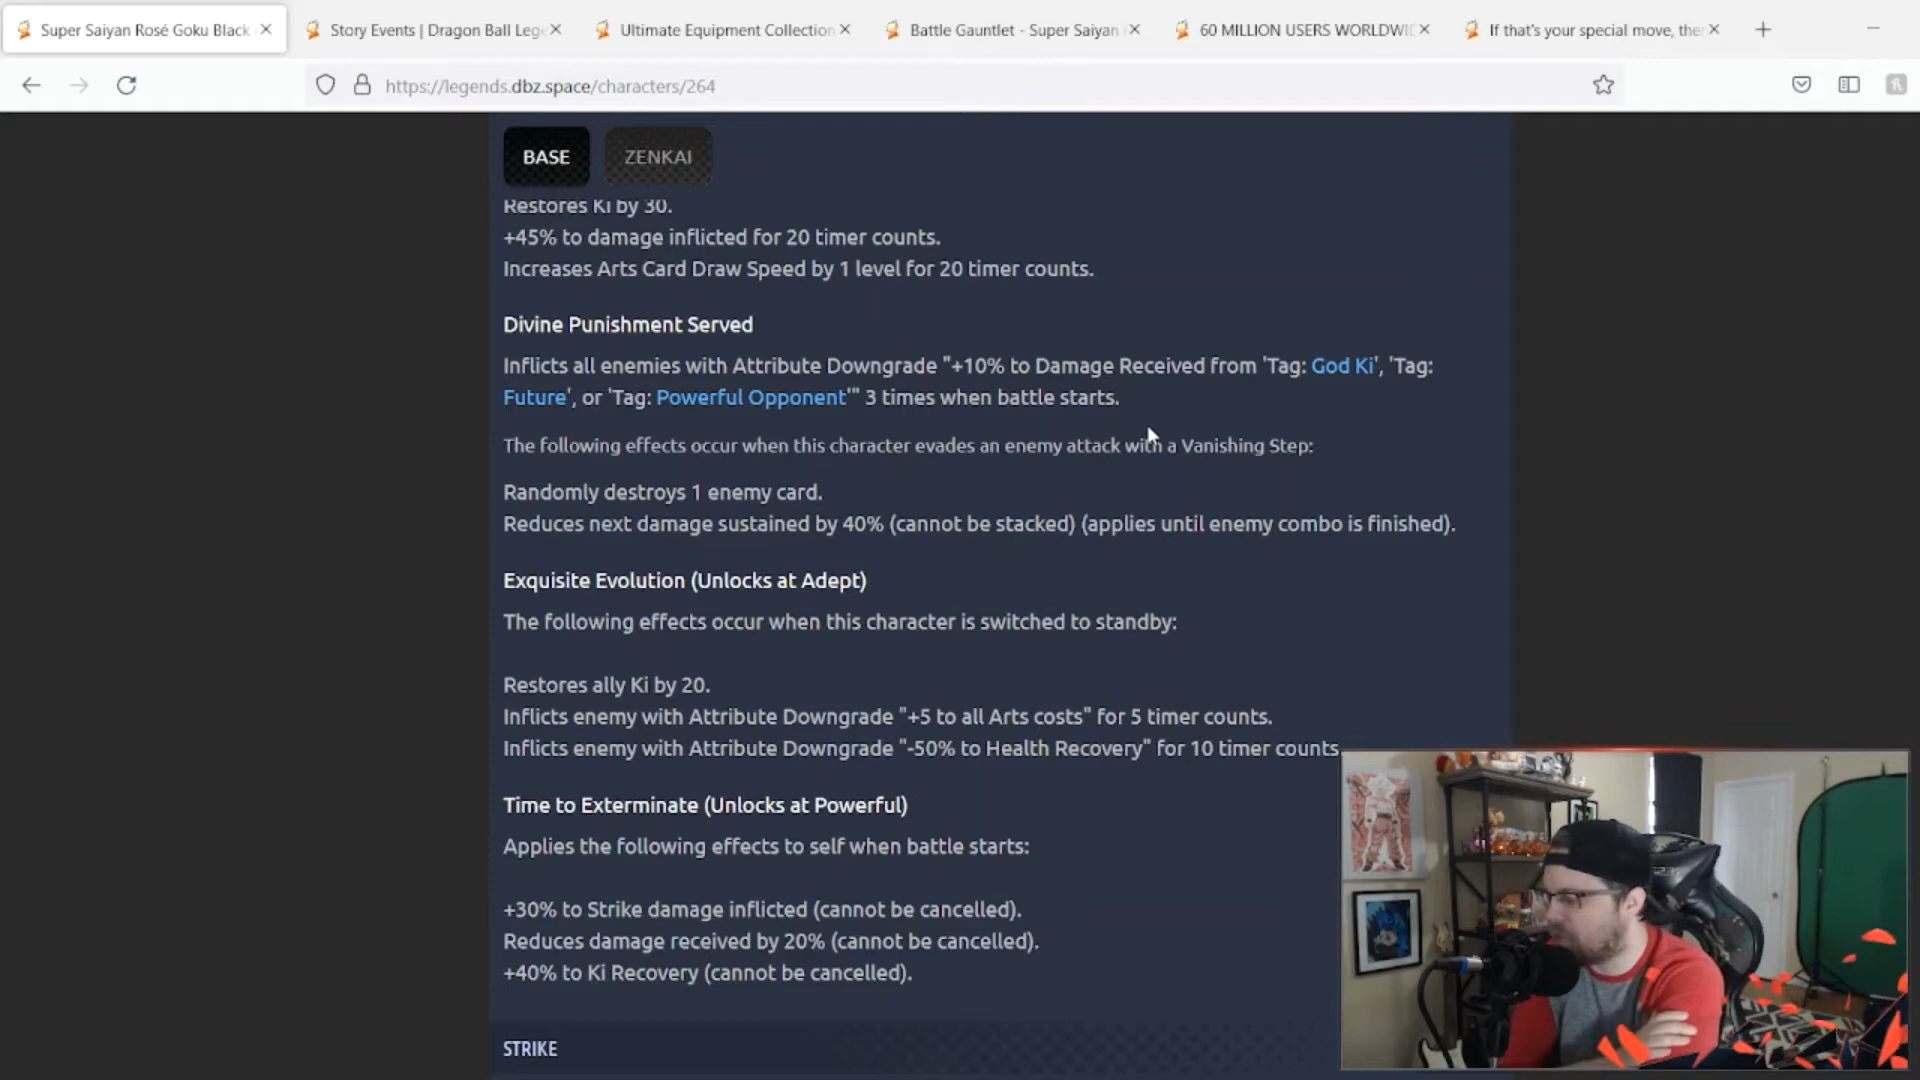 Super Saiyan Rosé Goku Black
Story Events | Dragon Ball Lege
Ultimate Equipment Collection
Battle Gauntlet - Super Saiyan
60 MILLION USERS WORLDWI
If that's your special move, ther
https://legends.dbz.space/characters/264
BASE
ZENKAI
Restores Ki by 30.
+45% to damage inflicted for 20 timer counts.
Increases Arts Card Draw Speed by 1 level for 20 timer counts.
Divine Punishment Served
Inflicts all enemies with Attribute Downgrade "+10% to Damage Received from 'Tag: God Ki', 'Tag:
Future', or 'Tag: Powerful Opponent'" 3 times when battle starts.
The following effects occur when this character evades an enemy attack with a Vanishing Step:
Randomly destroys 1 enemy card.
Reduces next damage sustained by 40% (cannot be stacked) (applies until enemy combo is finished).
Exquisite Evolution (Unlocks at Adept)
The following effects occur when this character is switched to standby:
Restores ally Ki by 20.
Inflicts enemy with Attribute Downgrade "+5 to all Arts costs" for 5 timer counts.
Inflicts enemy with Attribute Downgrade "-50% to Health Recovery" for 10 timer counts
Time to Exterminate (Unlocks at Powerful)
Applies the following effects to self when battle starts:
+30% to Strike damage inflicted (cannot be cancelled).
Reduces damage received by 20% (cannot be cancelled).
+40% to Ki Recovery (cannot be cancelled).
STRIKE